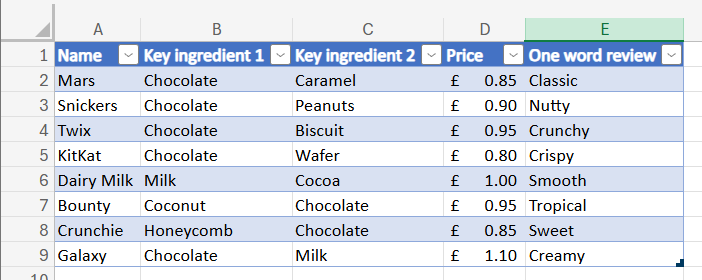 A B C D E
1 Name Key ingredient 1 Key ingredient 2 Price One word review
2 Mars Chocolate Caramel £ 0.85 Classic
3 Snickers Chocolate Peanuts £ 0.90 Nutty
4 Twix Chocolate Biscuit £ 0.95 Crunchy
5 KitKat Chocolate Wafer £ 0.80 Crispy
6 Dairy Milk Milk Cocoa £ 1.00 Smooth
7 Bounty Coconut Chocolate £ 0.95 Tropical
8 Crunchie Honeycomb Chocolate £ 0.85 Sweet
9 Galaxy Chocolate Milk £ 1.10 Creamy
10